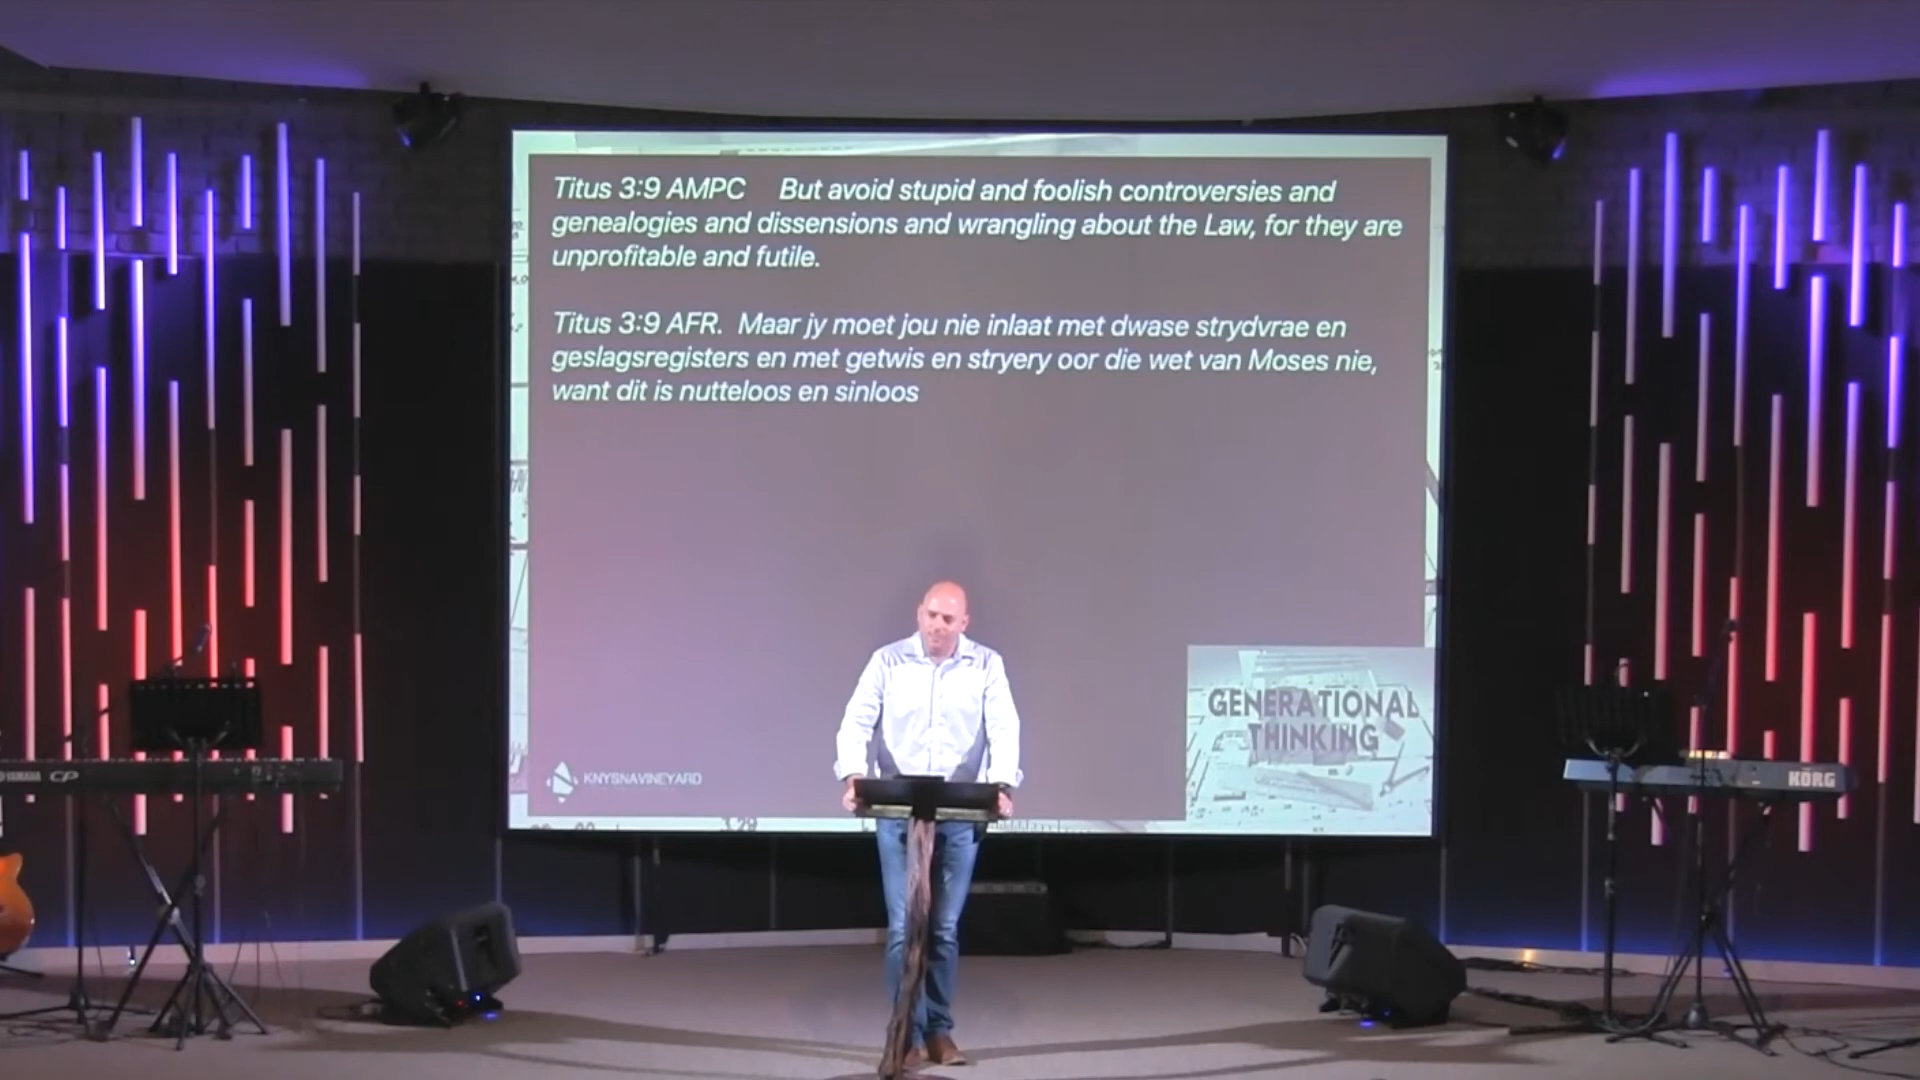 Titus 3:9 AMPC But avoid stupid and foolish controversies and
genealogies and dissensions and wrangling about the Law, for they are
unprofitable and futile.
Titus 3:9 AFR. Maar jy moet jou nie inlaat met dwase strydvrae en
geslagsregisters en met getwis en stryery oor die wet van Moses nie,
want dit is nutteloos en sinloos
GENERATIONAL
THINKING
KNYSNAVINEYARD
YAMAHA CP
KORG
3.29